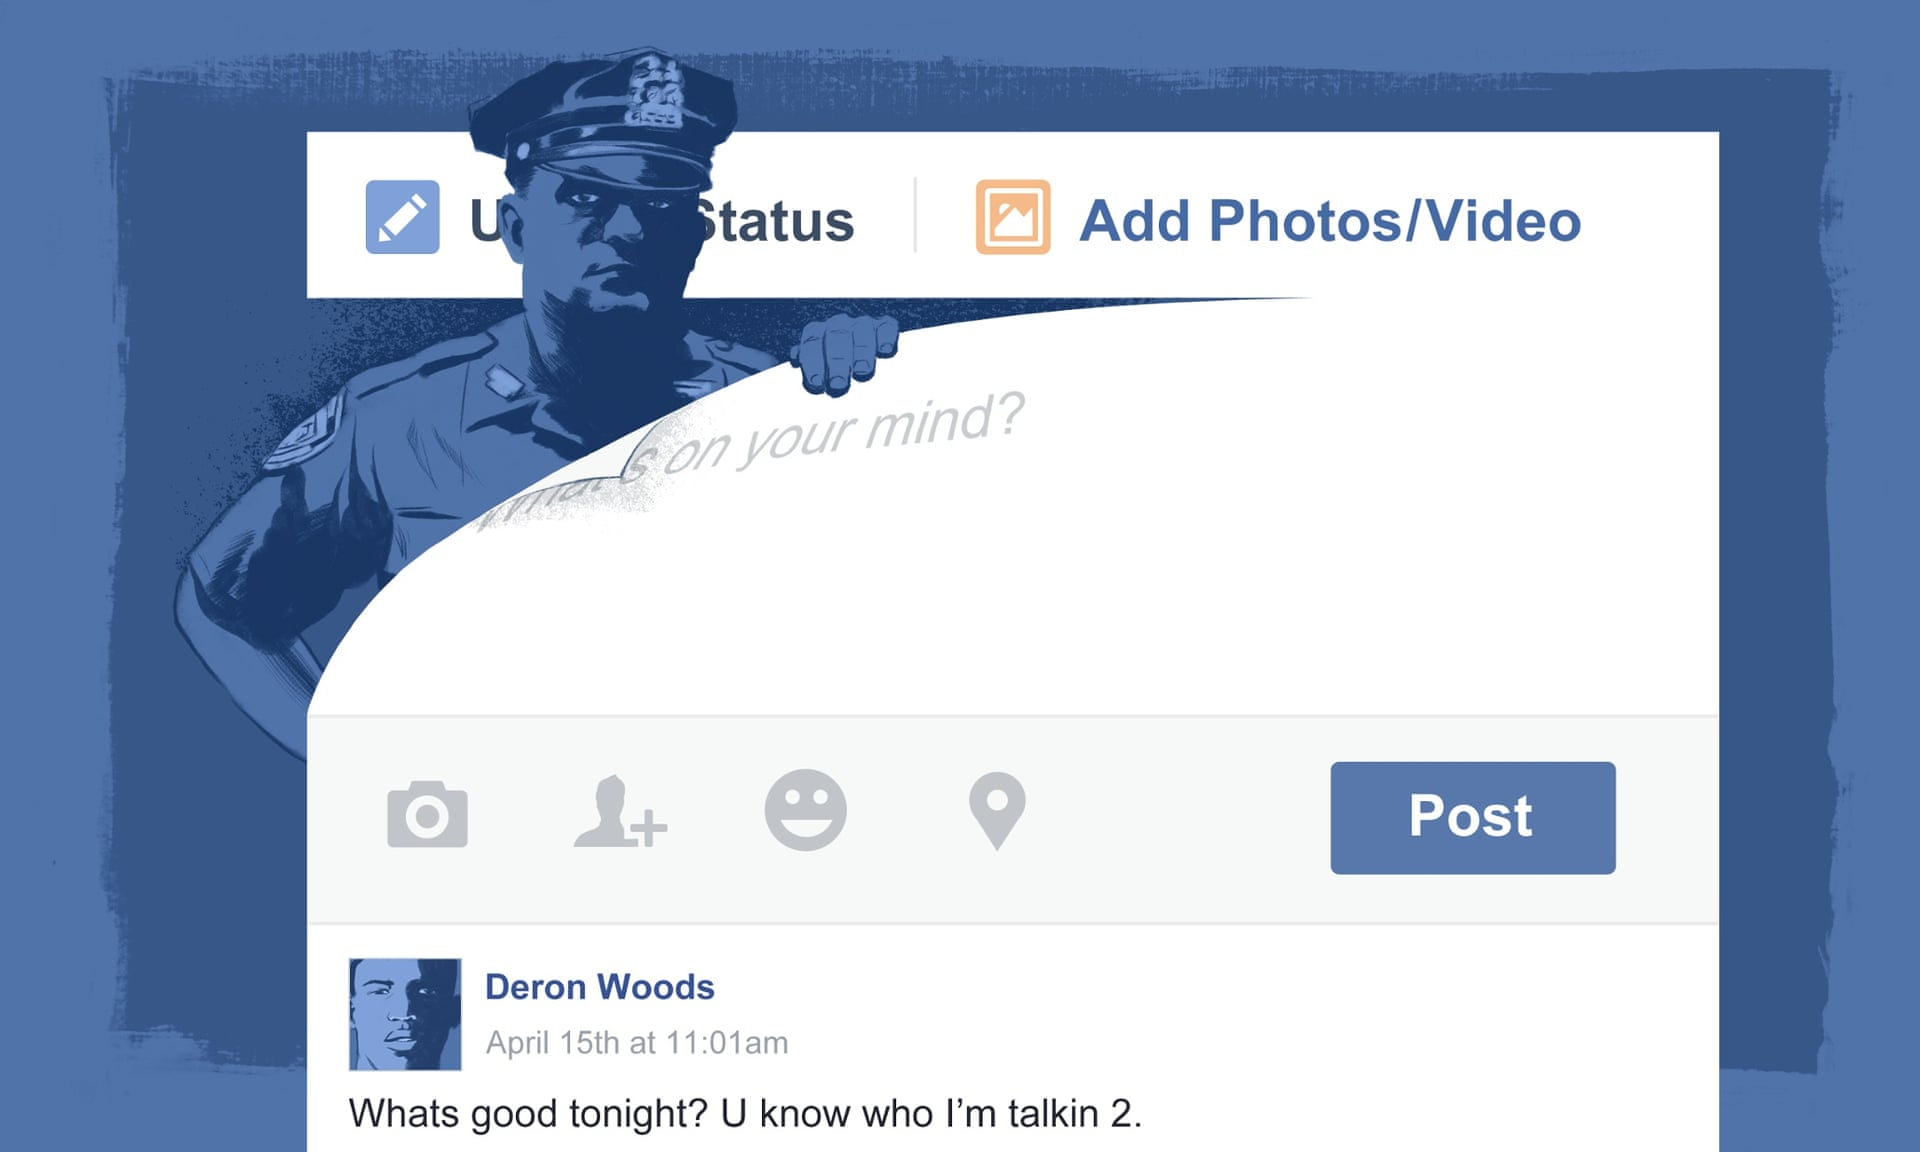 U Status
Add Photos/Video
What's on your mind?
Post
Deron Woods
April 15th at 11:01am
Whats good tonight? U know who I’m talkin 2.